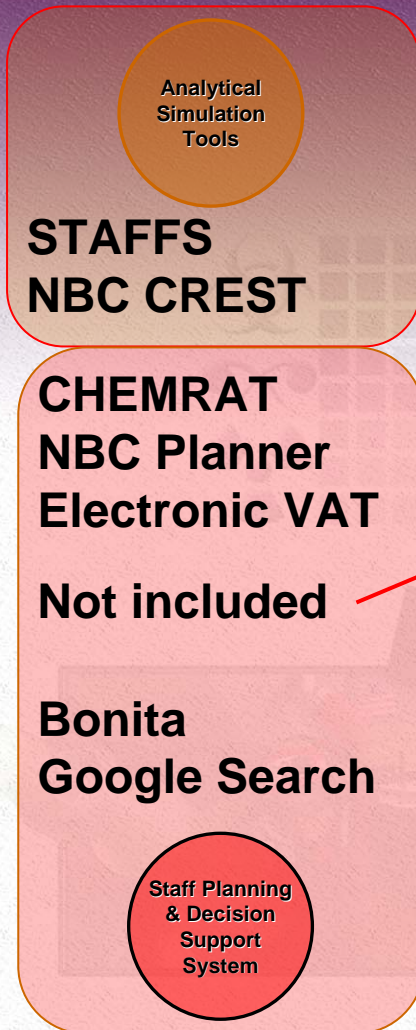 Analytical
Simulation
Tools
STAFFS
NBC CREST
CHEMRAT
NBC Planner
Electronic VAT
Not included
Bonita
Google Search
Staff Planning
& Decision
Support
System